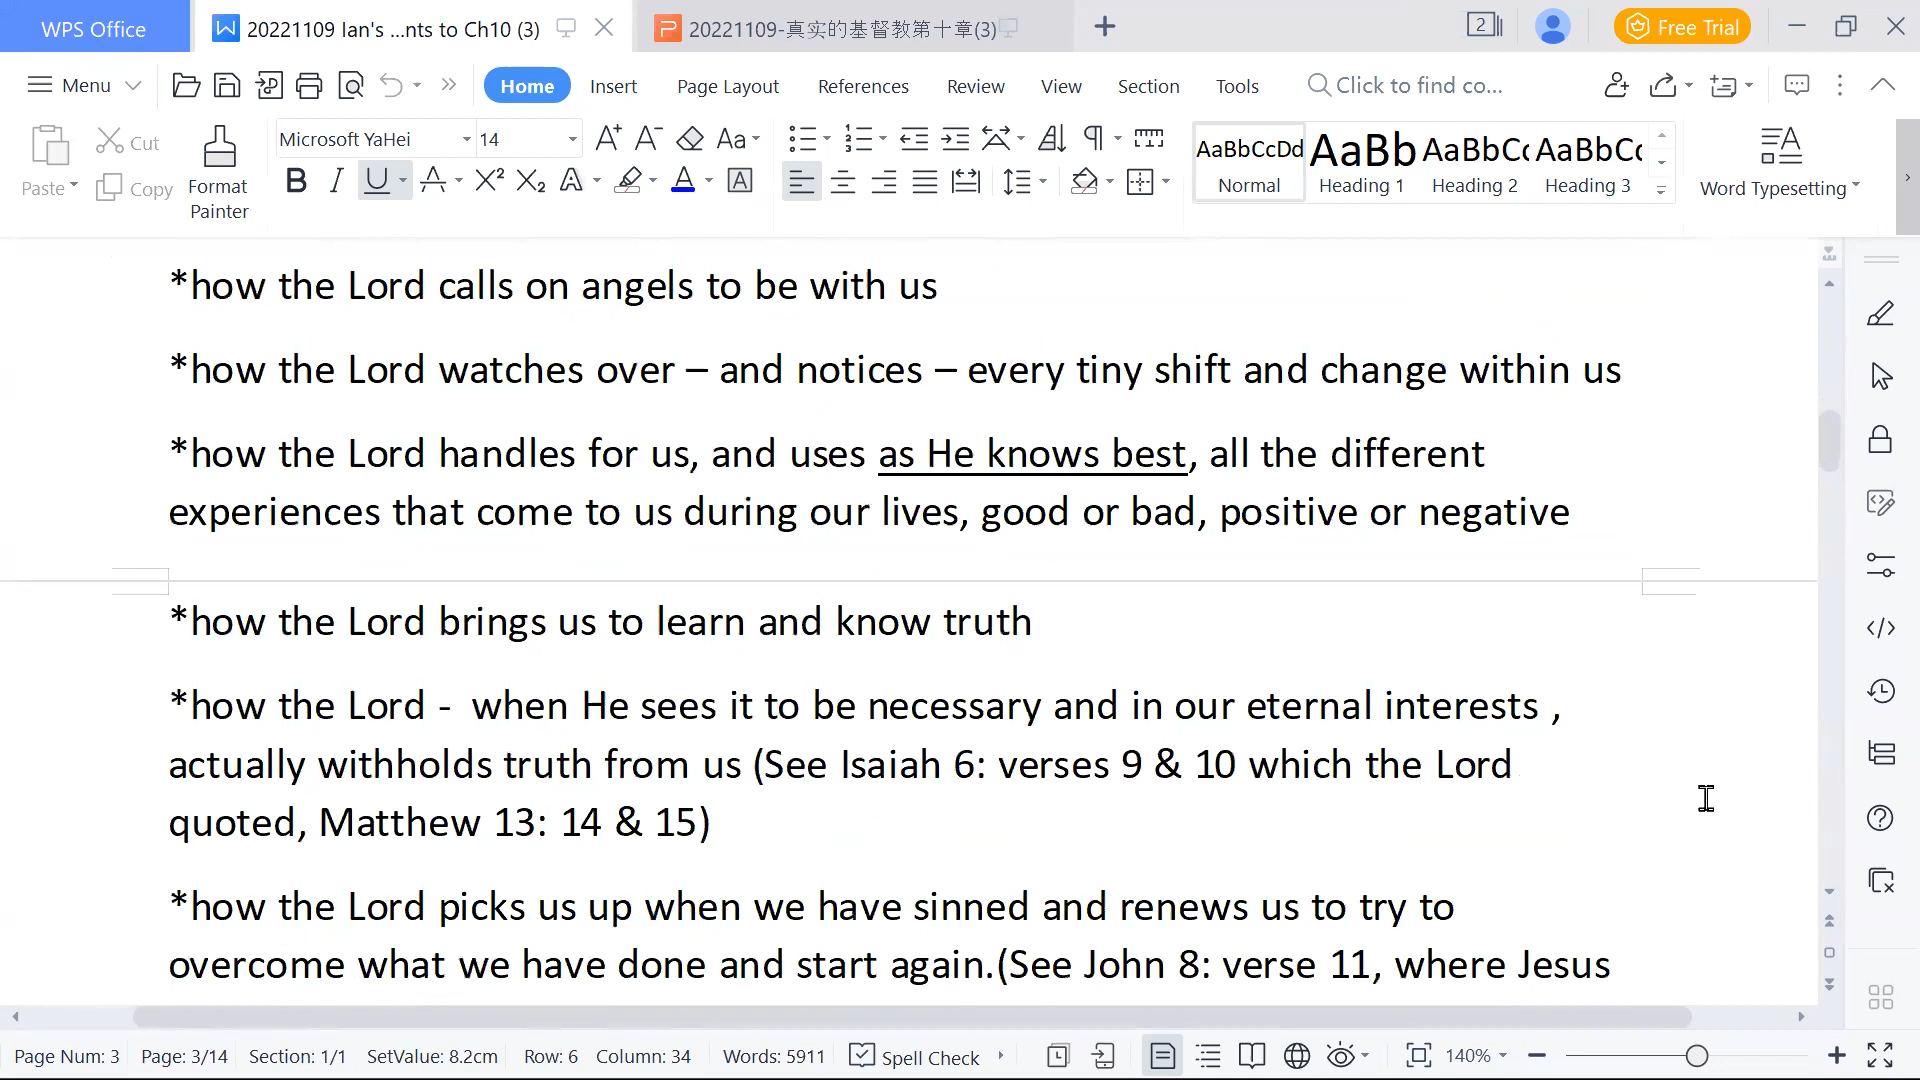 WPS Office
20221109 Ian's ...nts to Ch10 (3)
20221109-真实的基督教第十章(3)
2
Free Trial
Menu
Home
Insert
Page Layout
References
Review
View
Section
Tools
Click to find co...
Paste
Cut
Copy
Format
Painter
Microsoft YaHei
14
AaBbCcDd
Normal
AaBb
Heading 1
AaBbCc
Heading 2
AaBbCc
Heading 3
Word Typesetting
*how the Lord calls on angels to be with us
*how the Lord watches over – and notices – every tiny shift and change within us
*how the Lord handles for us, and uses as He knows best, all the different
experiences that come to us during our lives, good or bad, positive or negative
*how the Lord brings us to learn and know truth
*how the Lord -  when He sees it to be necessary and in our eternal interests ,
actually withholds truth from us (See Isaiah 6: verses 9 & 10 which the Lord
quoted, Matthew 13: 14 & 15)
*how the Lord picks us up when we have sinned and renews us to try to
overcome what we have done and start again.(See John 8: verse 11, where Jesus
Page Num: 3
Page: 3/14
Section: 1/1
SetValue: 8.2cm
Row: 6
Column: 34
Words: 5911
Spell Check
140%